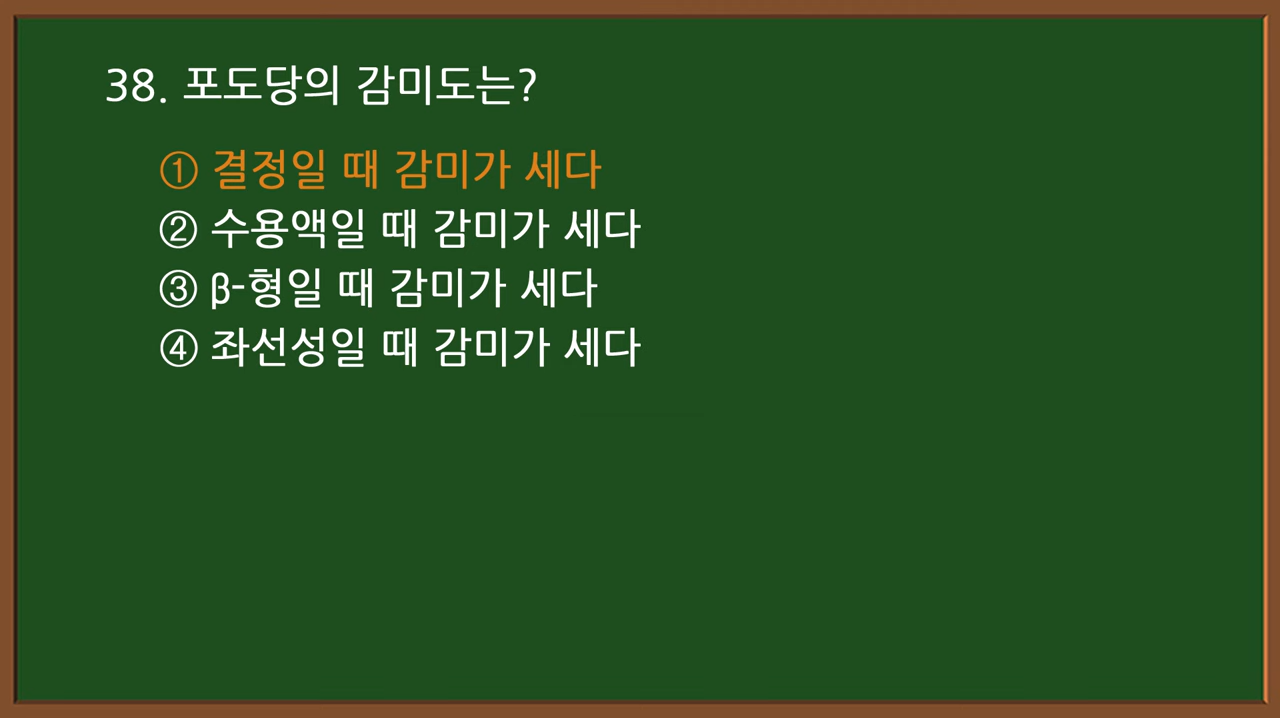 38. 포도당의 감미도는?
① 결정일 때 감미가 세다
② 수용액일 때 감미가 세다
③ β-형일 때 감미가 세다
④ 좌선성일 때 감미가 세다